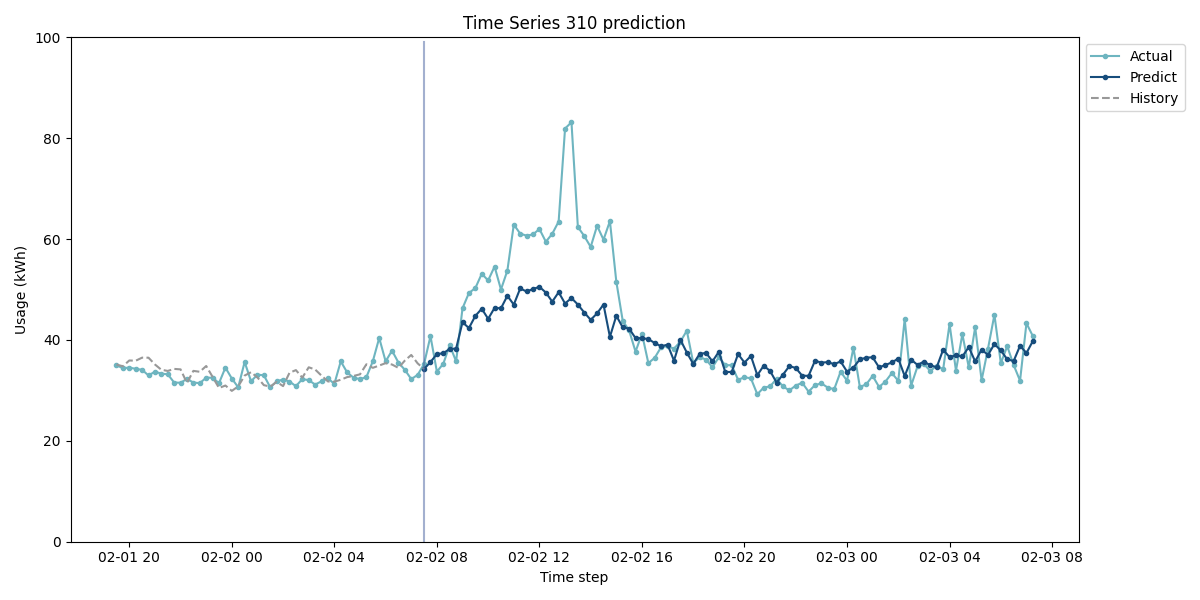 Time Series 310 prediction
100
80
60
40
20
0
Usage (kWh)
02-01 20
02-02 00
02-02 04
02-02 08
02-02 12
02-02 16
02-02 20
02-03 00
02-03 04
02-03 08
Time step
Actual
Predict
History